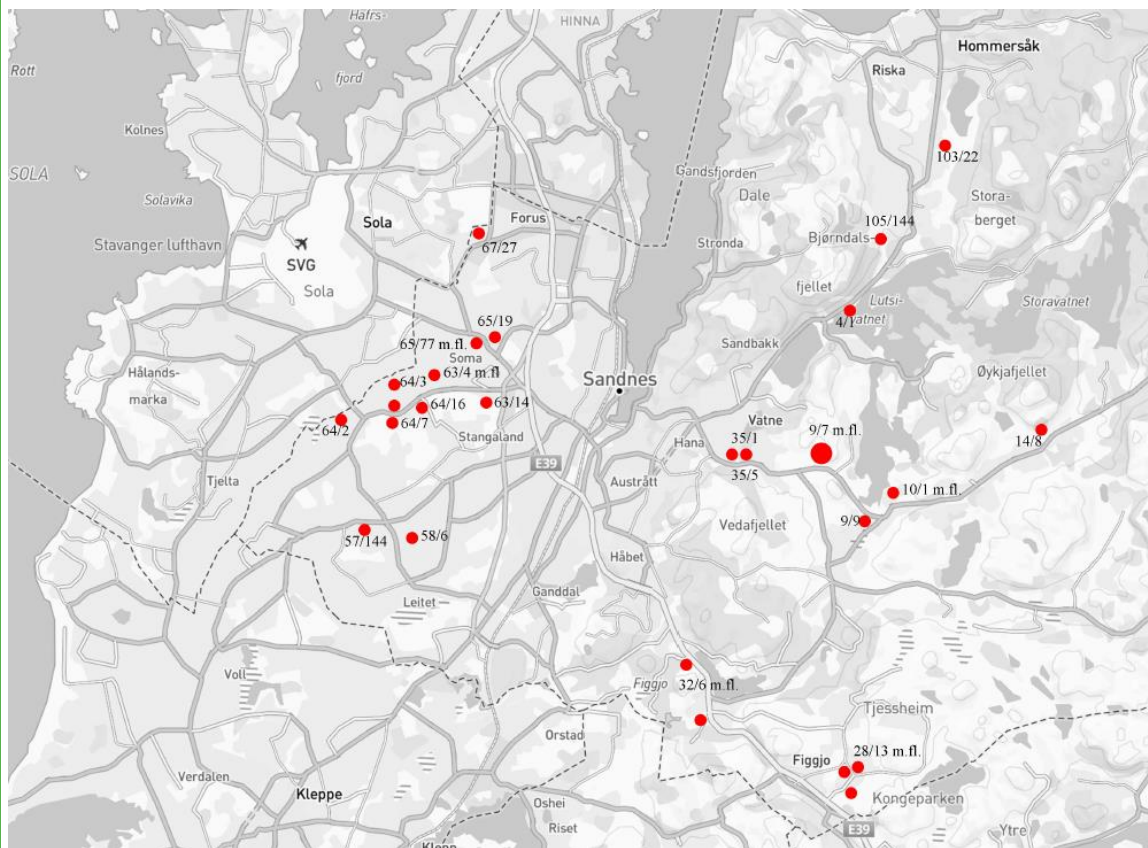 HINNA
Hafrs-
fjord
Rott
Hommersåk
Riska
Kolnes
103/22
SOLA
Gandsfjorden
Dale
Stora-
berget
Solavika
Sola
Forus
105/144
Bjørndals-
fjellet
Stavanger lufthavn
67/27
Stronda
SVG
Sola
Lutsi-
vatnet
Storavatnet
4/1
65/19
65/77 m.fl.
Soma
Sandbakk
63/4 m.fl
Hålands-
marka
64/3
Sandnes
Øykjafjellet
64/16
63/14
64/2
64/7
Stangaland
Vatne
9/7 m.fl.
35/1
Hana
14/8
35/5
E39
Tjelta
Austrått
10/1 m.fl.
9/9
Vedafjellet
57/144
58/6
Håbet
Ganddal
Leitet
Voll
Figgjo
32/6 m.fl.
Tjessheim
Orstad
28/13 m.fl.
Figgjo
Verdalen
Kleppe
Kongeparken
Oshei
Riset
E39
Ytre
Klepp